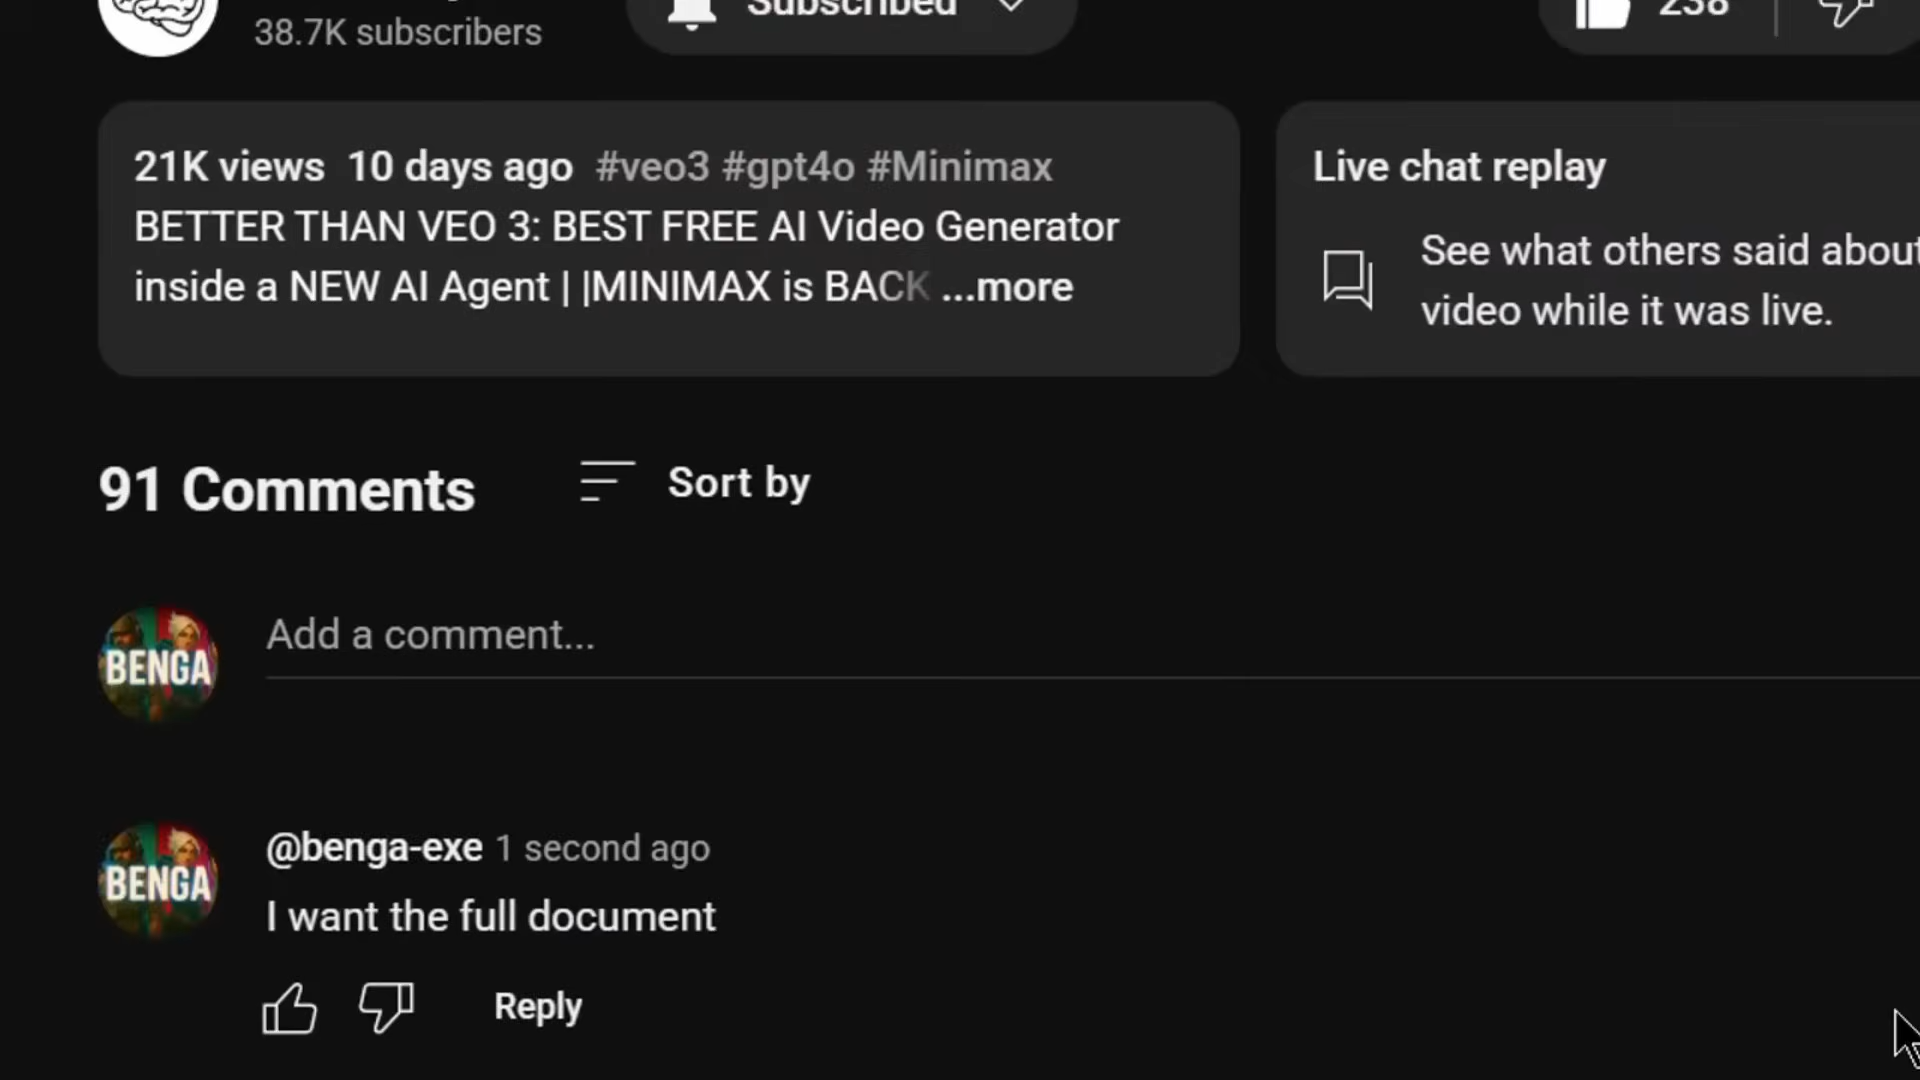 38.7K subscribers
Subscribed
238
21K views 10 days ago #veo3 #gpt4o #Minimax
BETTER THAN VEO 3: BEST FREE AI Video Generator
inside a NEW AI Agent | |MINIMAX is BACK ...more
Live chat replay
See what others said about
video while it was live.
91 Comments
Sort by
BENGA
Add a comment...
BENGA
@benga-exe 1 second ago
I want the full document
Reply